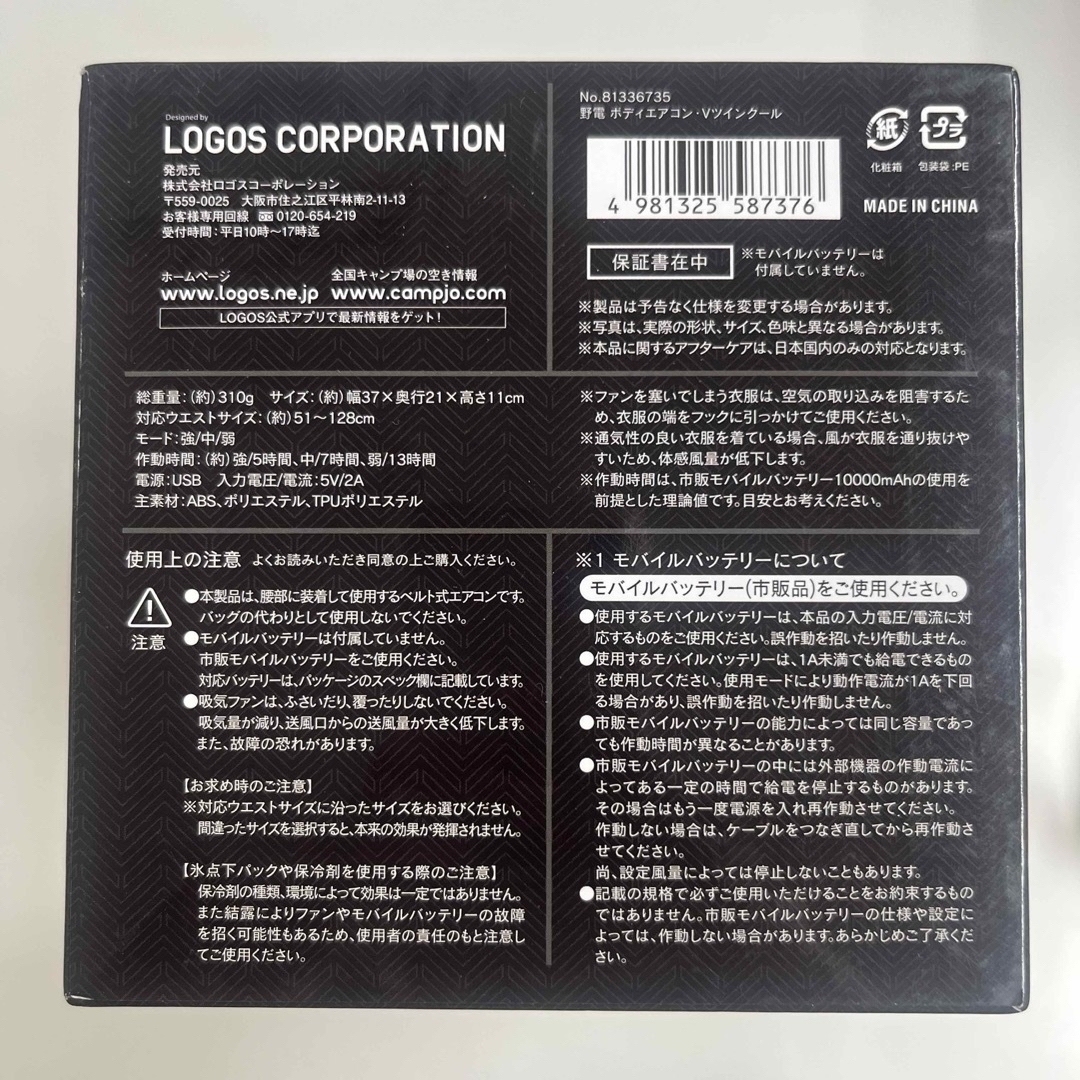 Designed by
LOGOS CORPORATION
発売元
株式会社ロゴスコーポレーション
〒559-0025　大阪市住之江区平林南2-11-13
お客様専用回線 0120-654-219
受付時間：平日10時〜17時迄
ホームページ
www.logos.ne.jp
全国キャンプ場の空き情報
www.campjo.com
LOGOS公式アプリで最新情報をゲット！
No.81336735
野電 ボディエアコン・Vツインクール
4 981325 587376
紙
化粧箱
プラ
包装袋：PE
MADE IN CHINA
保証書在中
※モバイルバッテリーは
付属していません。
※製品は予告なく仕様を変更する場合があります。
※写真は、実際の形状、サイズ、色味と異なる場合があります。
※本品に関するアフターケアは、日本国内のみの対応となります。
総重量：（約）310g　サイズ：（約）幅37×奥行21×高さ11cm
対応ウエストサイズ：（約）51〜128cm
モード：強/中/弱
作動時間：（約）強/5時間、中/7時間、弱/13時間
電源：USB　入力電圧/電流：5V/2A
主素材：ABS、ポリエステル、TPUポリエステル
※ファンを塞いでしまう衣服は、空気の取り込みを阻害するた
め、衣服の端をフックに引っかけてご使用ください。
※通気性の良い衣服を着ている場合、風が衣服を通り抜けや
すいため、体感風量が低下します。
※作動時間は、市販モバイルバッテリー10000mAhの使用を
前提とした理論値です。目安とお考えください。
使用上の注意　よくお読みいただき同意の上ご購入ください。
注意
●本製品は、腰部に装着して使用するベルト式エアコンです。
バッグの代わりとして使用しないでください。
●モバイルバッテリーは付属していません。
市販モバイルバッテリーをご使用ください。
対応バッテリーは、パッケージのスペック欄に記載しています。
●吸気ファンは、ふさいだり、覆ったりしないでください。
吸気量が減り、送風口からの送風量が大きく低下します。
また、故障の恐れがあります。
【お求め時のご注意】
※対応ウエストサイズに沿ったサイズをお選びください。
間違ったサイズを選択すると、本来の効果が発揮されません。
【氷点下パックや保冷剤を使用する際のご注意】
保冷剤の種類、環境によって効果は一定ではありません。
また結露によりファンやモバイルバッテリーの故障
を招く可能性もあるため、使用者の責任のもと注意し
てご使用ください。
※1 モバイルバッテリーについて
モバイルバッテリー（市販品）をご使用ください。
●使用するモバイルバッテリーは、本品の入力電圧/電流に対
応するものをご使用ください。誤作動を招いたり作動しません。
●使用するモバイルバッテリーは、1A未満でも給電できるもの
を使用してください。使用モードにより動作電流が1Aを下回
る場合があり、誤作動を招いたり作動しません。
●市販モバイルバッテリーの能力によっては同じ容量であっ
ても作動時間が異なることがあります。
●市販モバイルバッテリーの中には外部機器の作動電流に
よってある一定の時間で給電を停止するものがあります。
その場合はもう一度電源を入れ再作動させてください。
作動しない場合は、ケーブルをつなぎ直してから再作動さ
せてください。
尚、設定風量によっては停止しないこともあります。
●記載の規格で必ずご使用いただけることをお約束するもの
ではありません。市販モバイルバッテリーの仕様や設定に
よっては、作動しない場合があります。あらかじめご了承くださ
い。